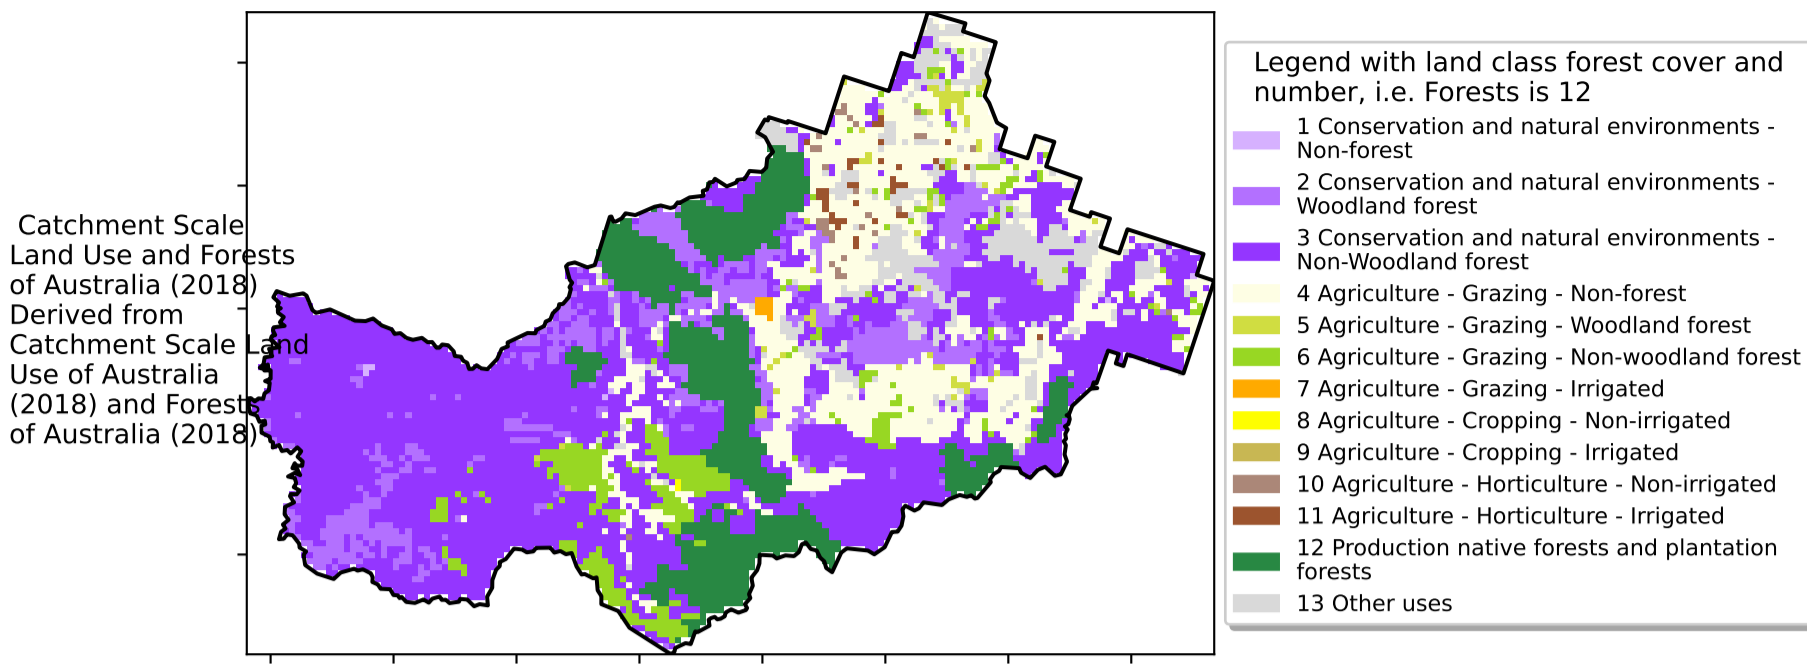 Catchment Scale
Land Use and Forests
of Australia (2018)
Derived from
Catchment Scale Land
Use of Australia
(2018) and Forests
of Australia (2018)
Legend with land class forest cover and
number, i.e. Forests is 12
1 Conservation and natural environments -
Non-forest
2 Conservation and natural environments -
Woodland forest
3 Conservation and natural environments -
Non-Woodland forest
4 Agriculture - Grazing - Non-forest
5 Agriculture - Grazing - Woodland forest
6 Agriculture - Grazing - Non-woodland forest
7 Agriculture - Grazing - Irrigated
8 Agriculture - Cropping - Non-irrigated
9 Agriculture - Cropping - Irrigated
10 Agriculture - Horticulture - Non-irrigated
11 Agriculture - Horticulture - Irrigated
12 Production native forests and plantation
forests
13 Other uses